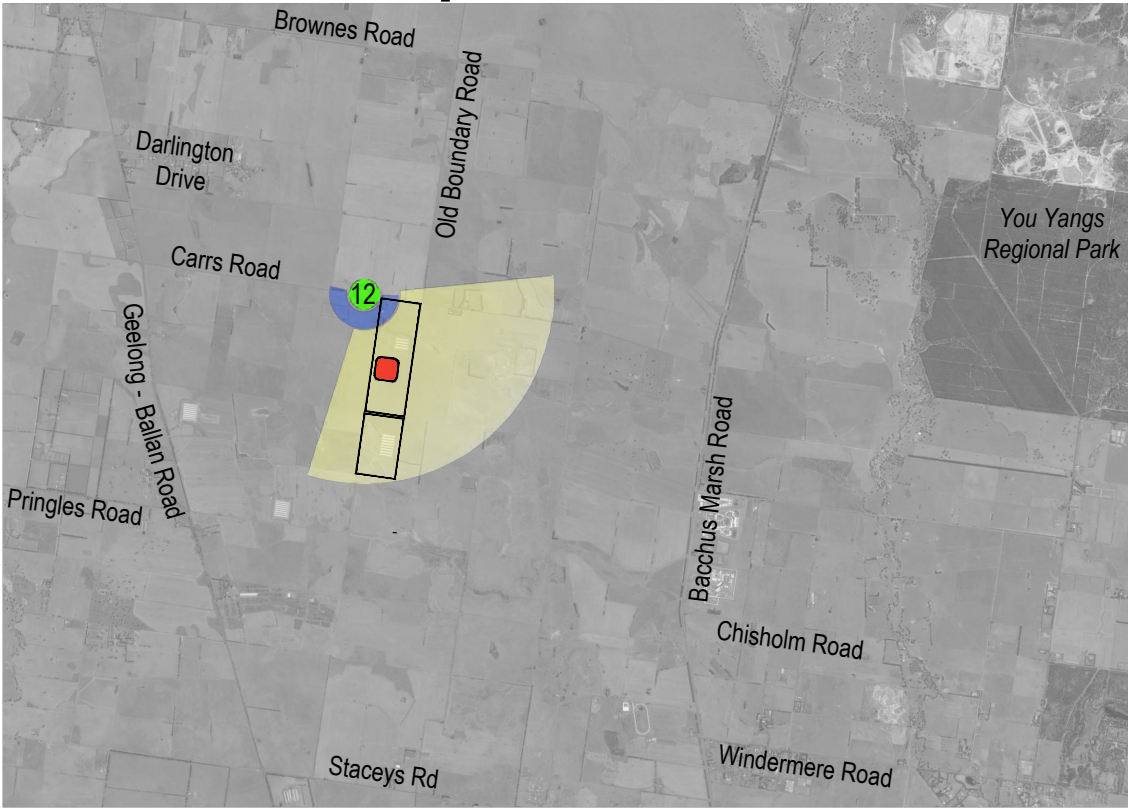 Brownes Road
Old Boundary Road
Darlington
Drive
You Yangs
Regional Park
Carrs Road
12
Geelong - Ballan Road
Bacchus Marsh Road
Pringles Road
Chisholm Road
Windermere Road
Staceys Rd